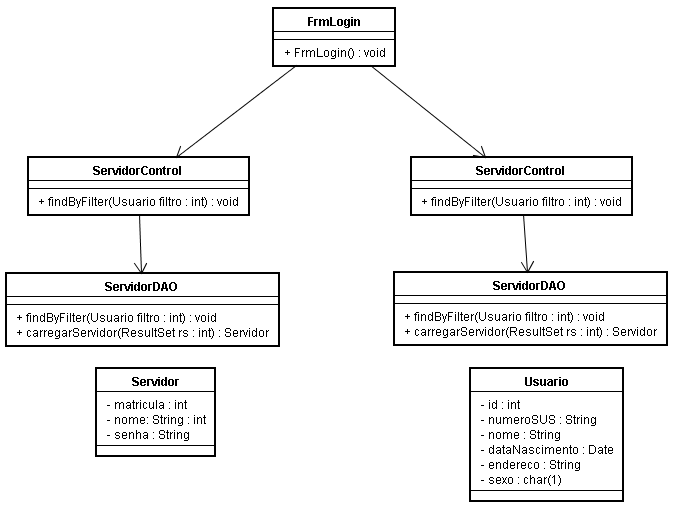 FrmLogin
+ FrmLogin() : void
ServidorControl
+ findByFilter(Usuario filtro : int) : void
ServidorControl
+ findByFilter(Usuario filtro : int) : void
ServidorDAO
+ findByFilter(Usuario filtro : int) : void
+ carregarServidor(ResultSet rs : int) : Servidor
ServidorDAO
+ findByFilter(Usuario filtro : int) : void
+ carregarServidor(ResultSet rs : int) : Servidor
Servidor
- matricula : int
- nome: String : int
- senha : String
Usuario
- id : int
- numeroSUS : String
- nome : String
- dataNascimento : Date
- endereco : String
- sexo : char(1)